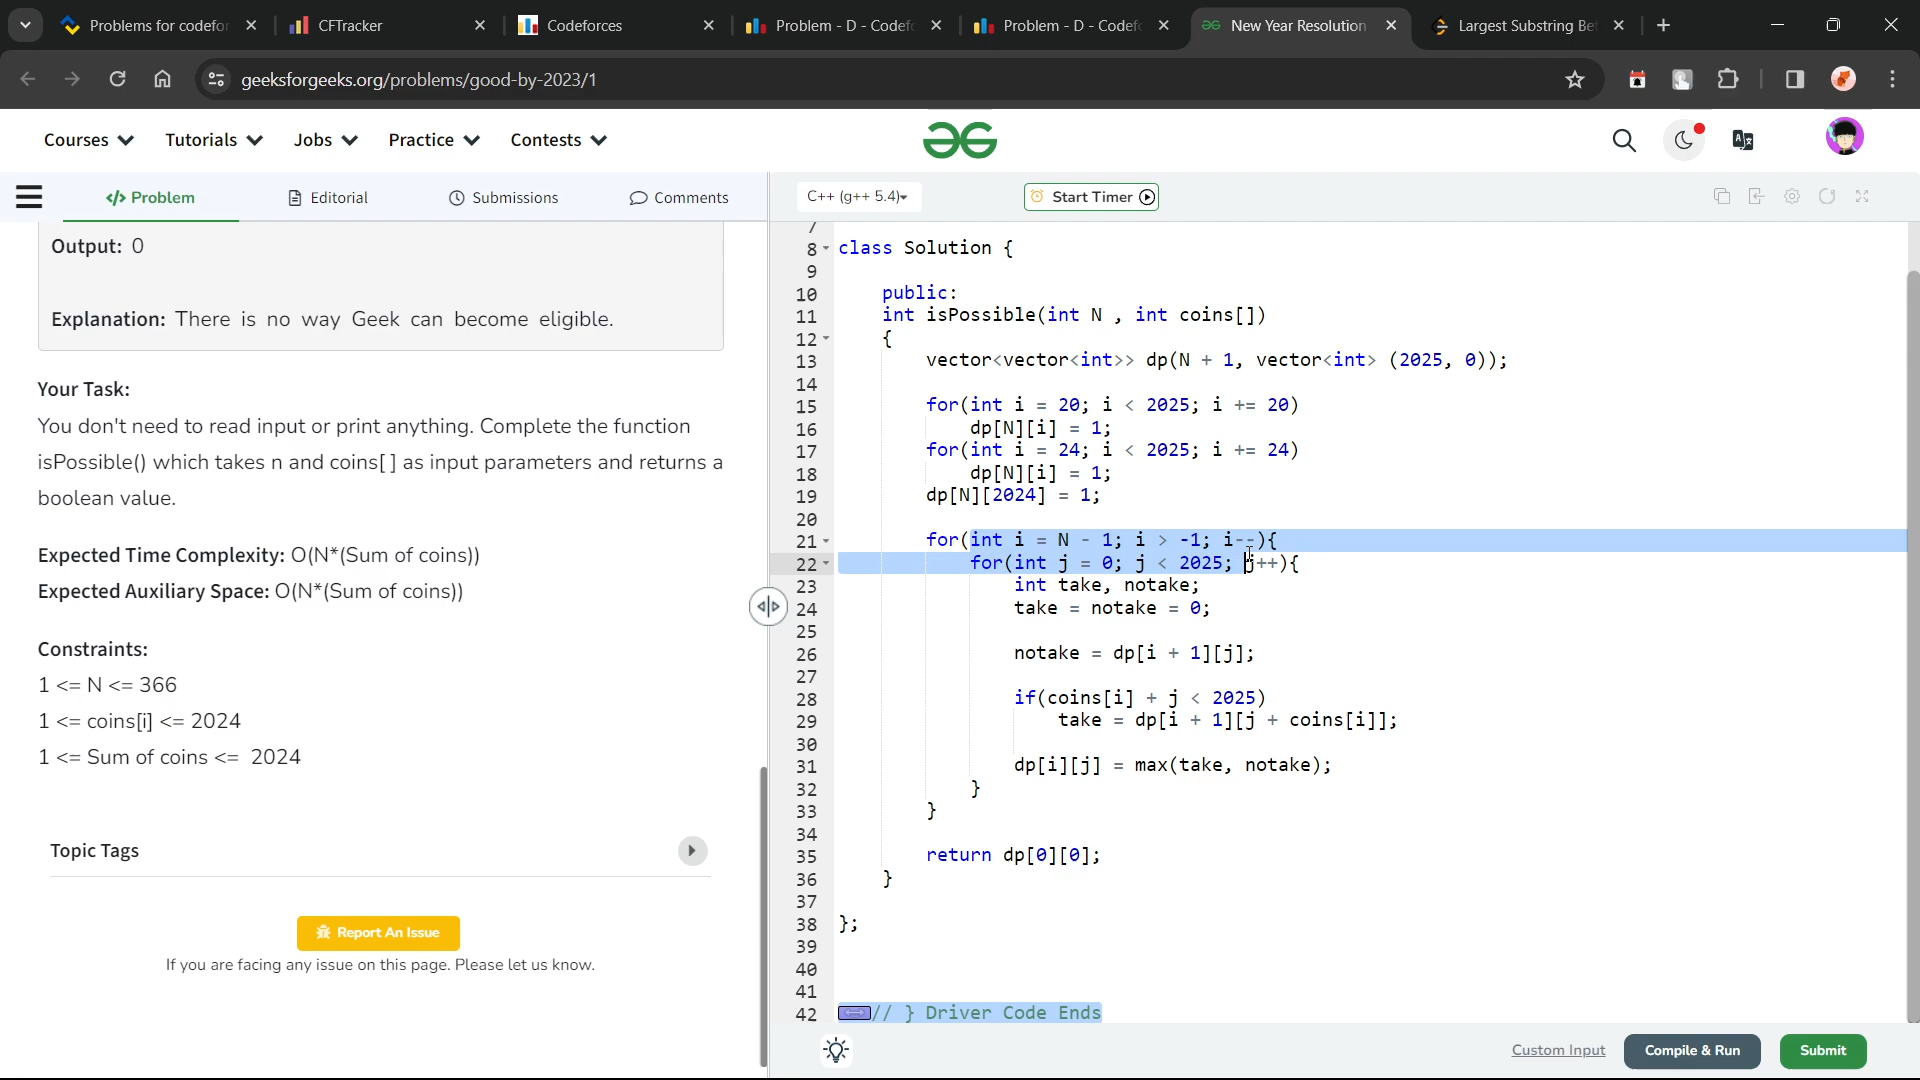 Problems for codefor
CFTracker
Codeforces
Problem - D - Codefo
Problem - D - Codefo
New Year Resolution
Largest Substring Be
geeksforgeeks.org/problems/good-by-2023/1
Courses
Tutorials
Jobs
Practice
Contests
</> Problem
Editorial
Submissions
Comments
C++ (g++ 5.4)
Start Timer
Output: 0
Explanation: There is no way Geek can become eligible.
Your Task:
You don't need to read input or print anything. Complete the function
isPossible() which takes n and coins[ ] as input parameters and returns a
boolean value.
Expected Time Complexity: O(N*(Sum of coins))
Expected Auxiliary Space: O(N*(Sum of coins))
Constraints:
1 <= N <= 366
1 <= coins[i] <= 2024
1 <= Sum of coins <= 2024
Topic Tags
Report An Issue
If you are facing any issue on this page. Please let us know.
7
8 class Solution {
9
10 public:
11 int isPossible(int N , int coins[])
12 {
13 vector<vector<int>> dp(N + 1, vector<int> (2025, 0));
14
15 for(int i = 20; i < 2025; i += 20)
16 dp[N][i] = 1;
17 for(int i = 24; i < 2025; i += 24)
18 dp[N][i] = 1;
19 dp[N][2024] = 1;
20
21 for(int i = N - 1; i > -1; i--){
22 for(int j = 0; j < 2025; j++){
23 int take, notake;
24 take = notake = 0;
25
26 notake = dp[i + 1][j];
27
28 if(coins[i] + j < 2025)
29 take = dp[i + 1][j + coins[i]];
30
31 dp[i][j] = max(take, notake);
32 }
33 }
34
35 return dp[0][0];
36 }
37
38 };
39
40
41
42 // } Driver Code Ends
Custom Input
Compile & Run
Submit